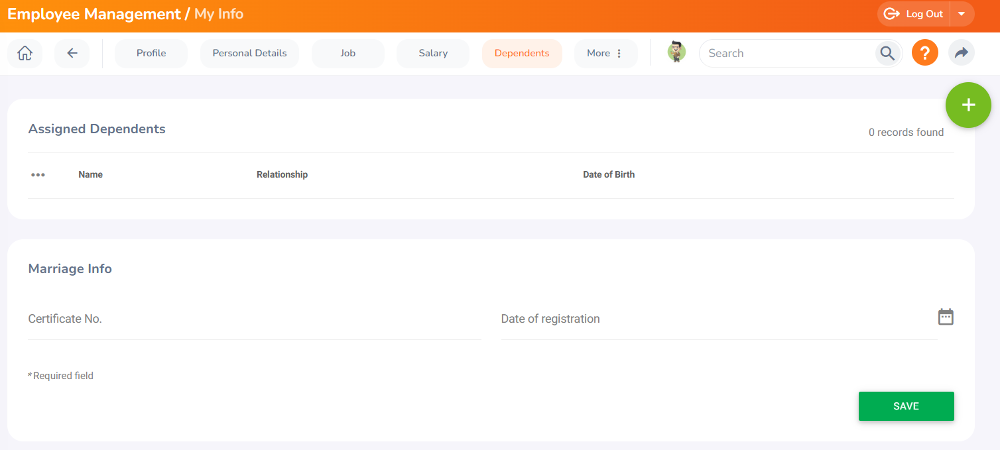 Employee Management / My Info
Log Out
Profile
Personal Details
Job
Salary
Dependents
More
Search
?
+
Assigned Dependents
0 records found
Name Relationship Date of Birth
Marriage Info
Certificate No. Date of registration
* Required field
SAVE